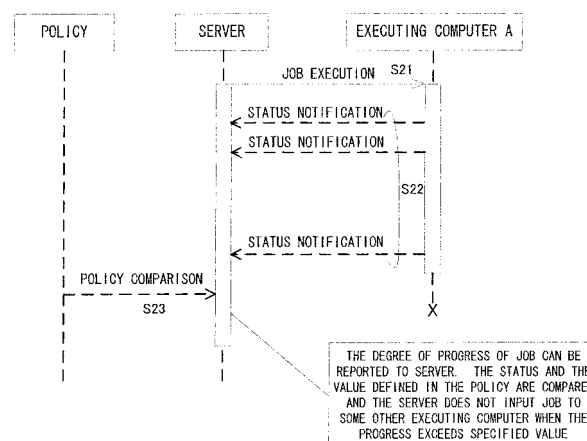 POLICY
SERVER
EXECUTING COMPUTER A
JOB EXECUTION
S21
STATUS NOTIFICATION
STATUS NOTIFICATION
S22
STATUS NOTIFICATION
POLICY COMPARISON
S23
X
THE DEGREE OF PROGRESS OF JOB CAN BE
REPORTED TO SERVER. THE STATUS AND THE
VALUE DEFINED IN THE POLICY ARE COMPARE
AND THE SERVER DOES NOT INPUT JOB TO
SOME OTHER EXECUTING COMPUTER WHEN THE
PROGRESS EXCEEDS SPECIFIED VALUE